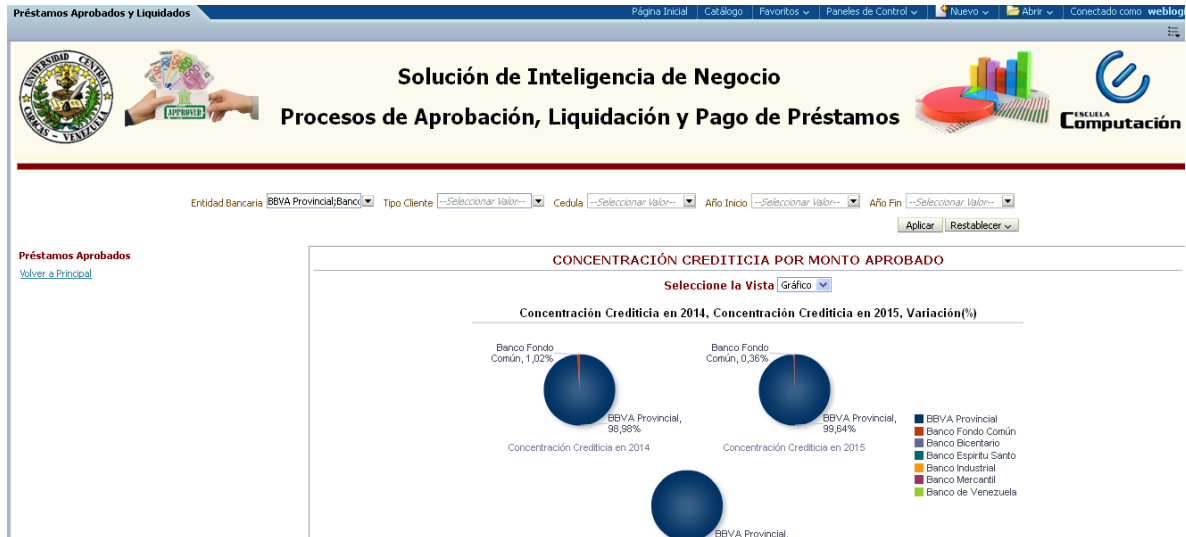 Préstamos Aprobados y Liquidados
Página Inicial Catálogo Favoritos Paneles de Control Nuevo Abrir Conectado como weblogi
UNIVERSIDAD CENTRAL
CARACAS - VENEZUELA
APPROVED
Solución de Inteligencia de Negocio
Procesos de Aprobación, Liquidación y Pago de Préstamos
ESCUELA
Computación
Entidad Bancaria BBVA Provincial;Banco Tipo Cliente --Seleccionar Valor-- Cedula --Seleccionar Valor-- Año Inicio --Seleccionar Valor-- Año Fin --Seleccionar Valor--
Aplicar Restablecer
Préstamos Aprobados
Volver a Principal
CONCENTRACIÓN CREDITICIA POR MONTO APROBADO
Seleccione la Vista Gráfico
Concentración Crediticia en 2014, Concentración Crediticia en 2015, Variación(%)
Banco Fondo
Común, 1,02%
BBVA Provincial,
98,98%
Concentración Crediticia en 2014
Banco Fondo
Común, 0,36%
BBVA Provincial,
99,64%
Concentración Crediticia en 2015
BBVA Provincial
Banco Fondo Común
Banco Bicentario
Banco Espiritu Santo
Banco Industrial
Banco Mercantil
Banco de Venezuela
BBVA Provincial,